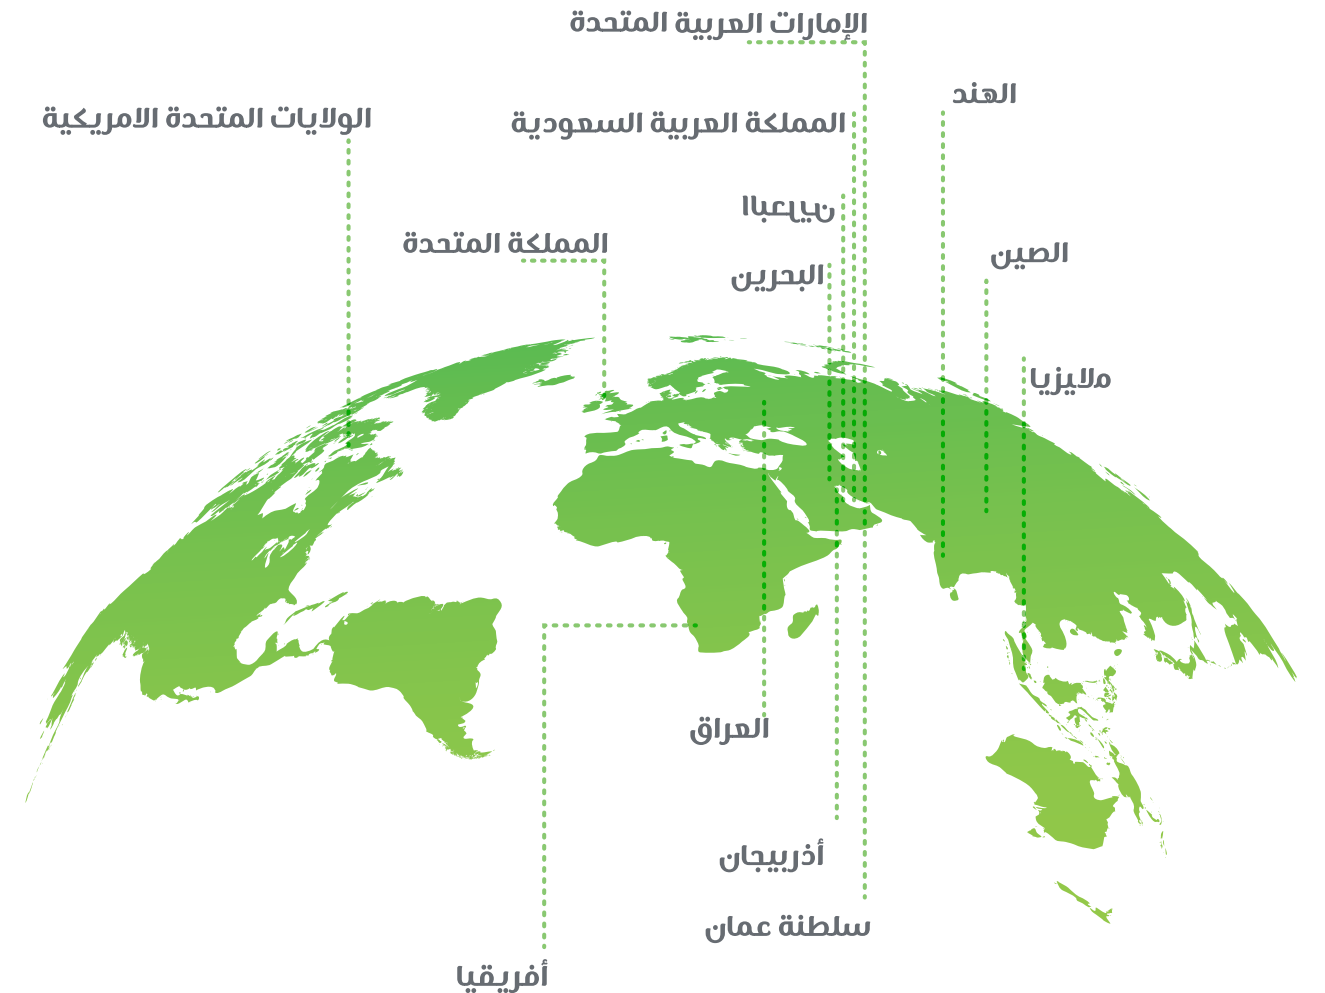 الإمارات العربية المتحدة
الهند
الولايات المتحدة الامريكية
المملكة العربية السعودية
المملكة المتحدة
الصين
البحرين
ماليزيا
العراق
أذربيجان
سلطنة عمان
أفريقيا